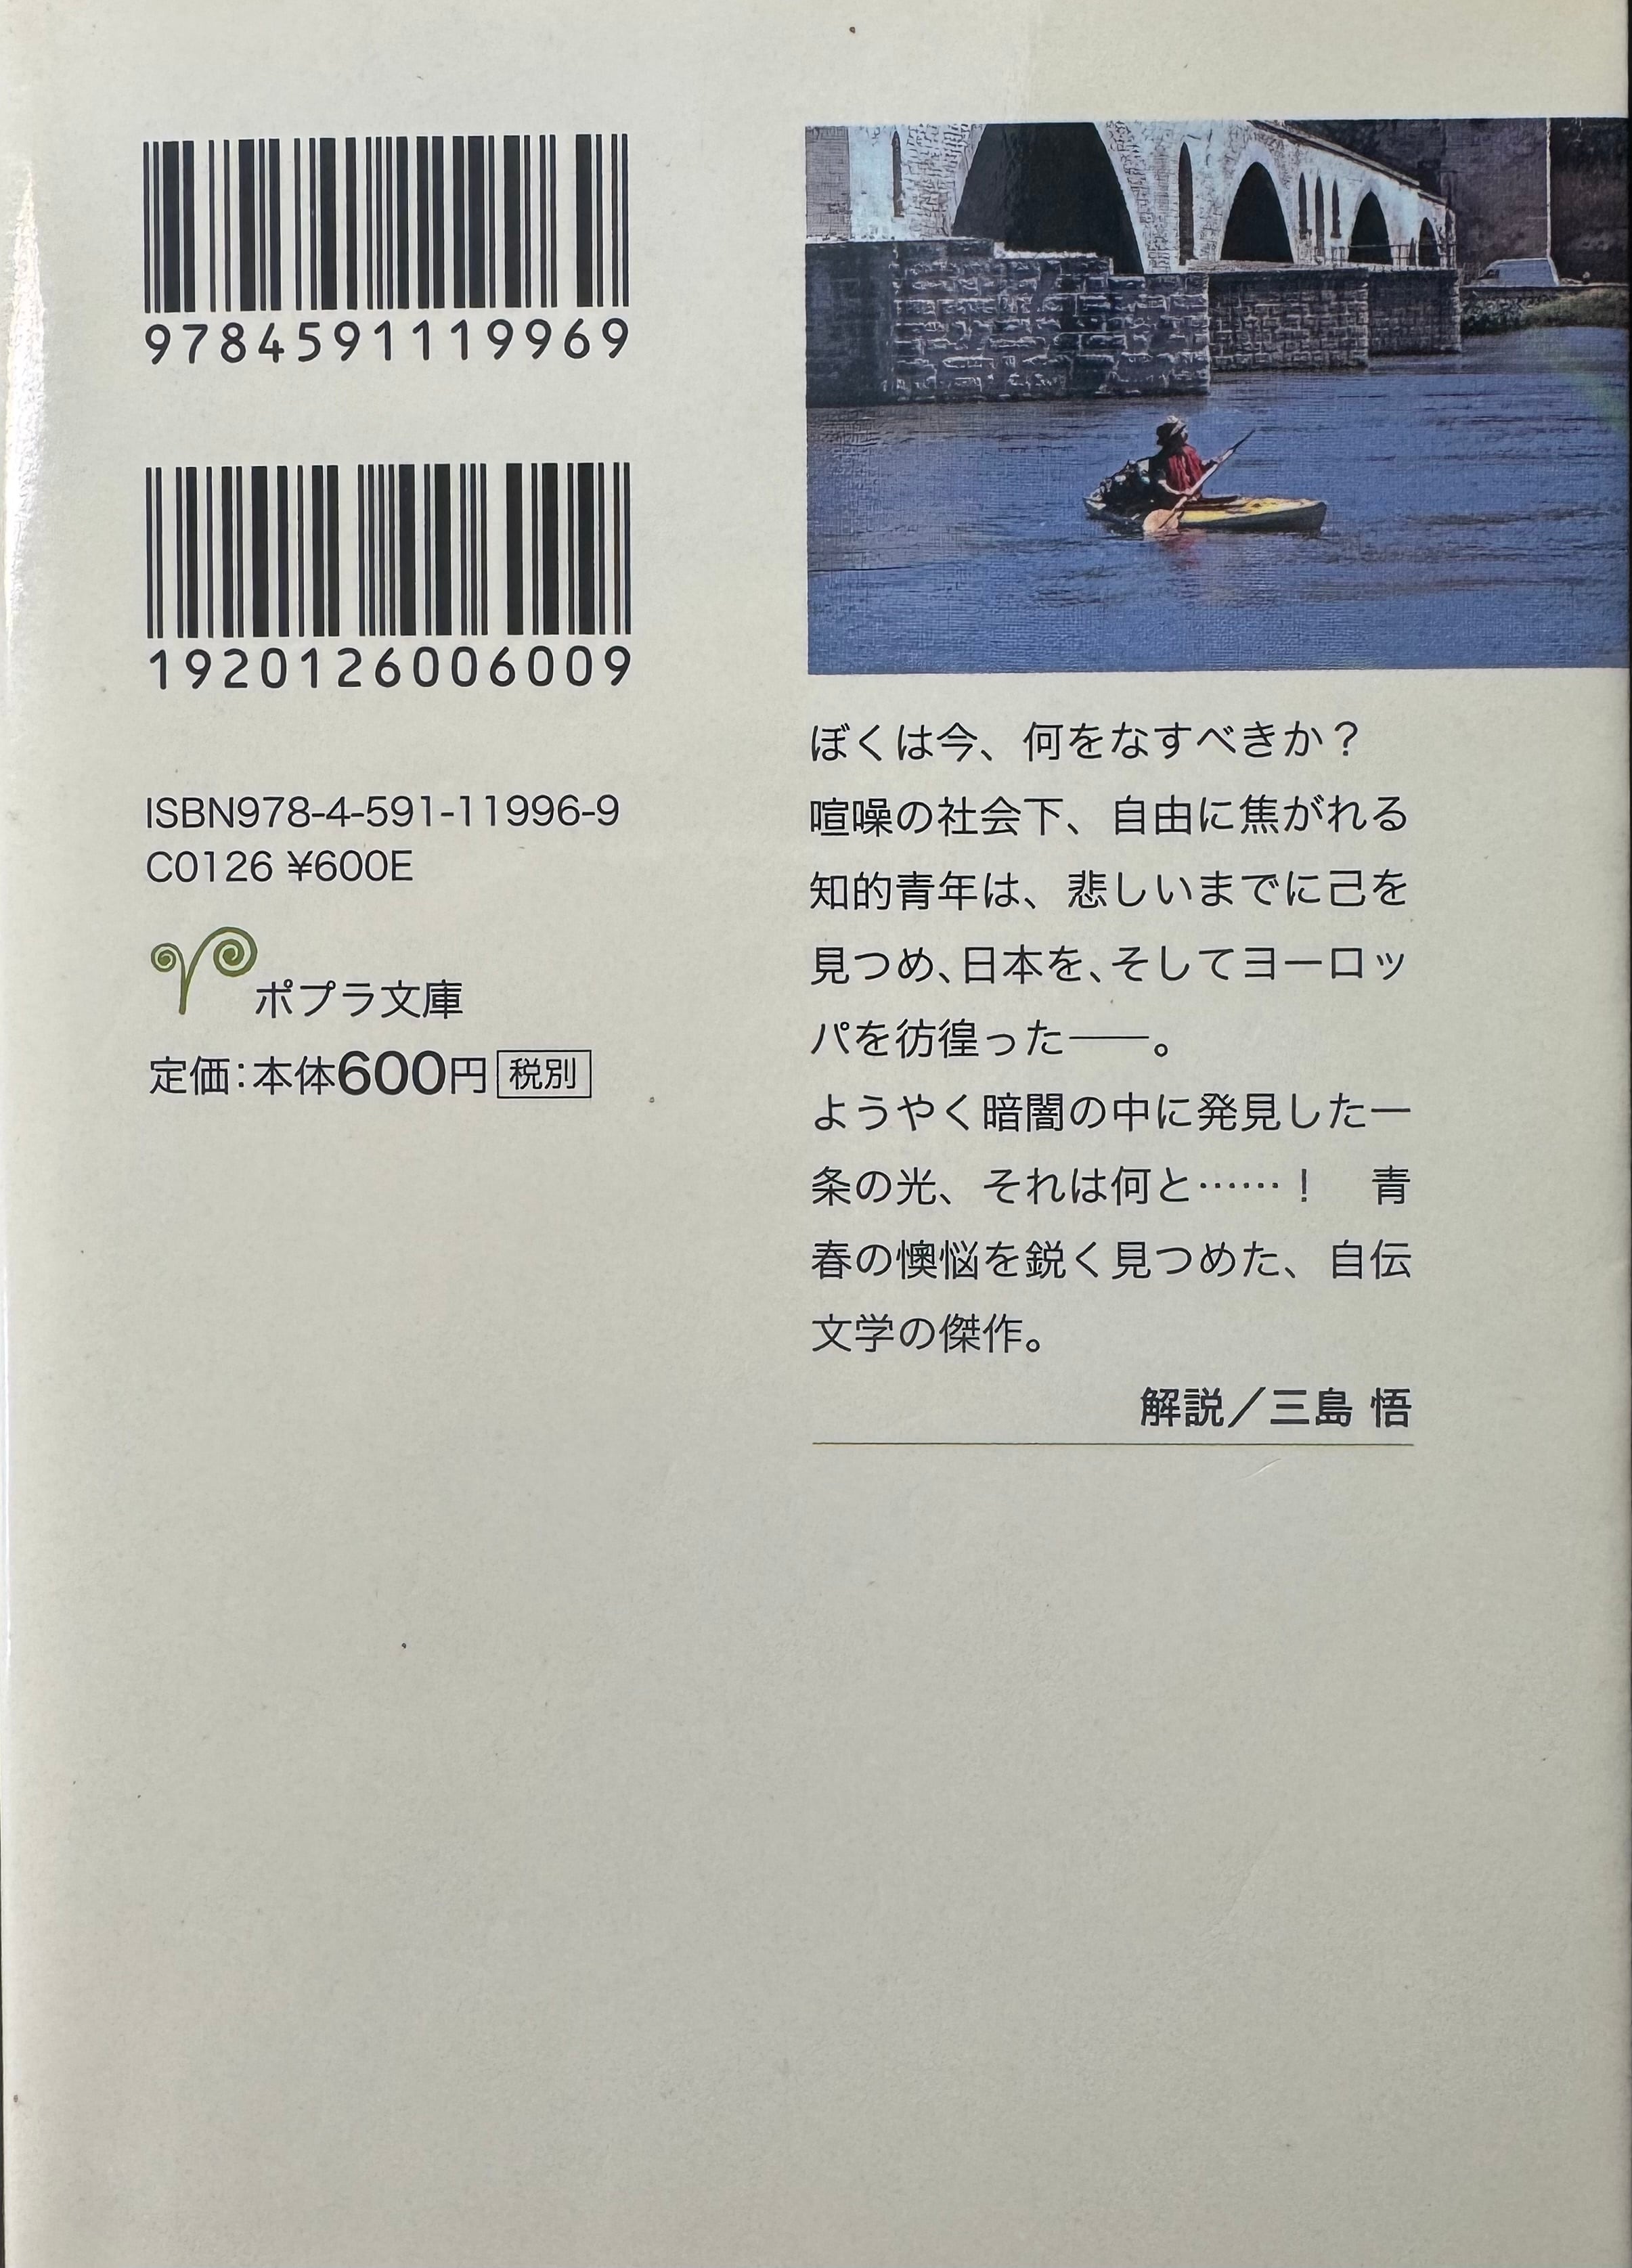 9784591119969
1920126006009
ISBN978-4-591-11996-9
C0126 ¥600E
ポプラ文庫
定価：本体600円 税別
ぼくは今、何をなすべきか？
喧噪の社会下、自由に焦がれる
知的青年は、悲しいまでに己を
見つめ、日本を、そしてヨーロッ
パを彷徨った――。
ようやく暗闇の中に発見した一
条の光、それは何と……！　青
春の懊悩を鋭く見つめた、自伝
文学の傑作。
解説／三島 悟